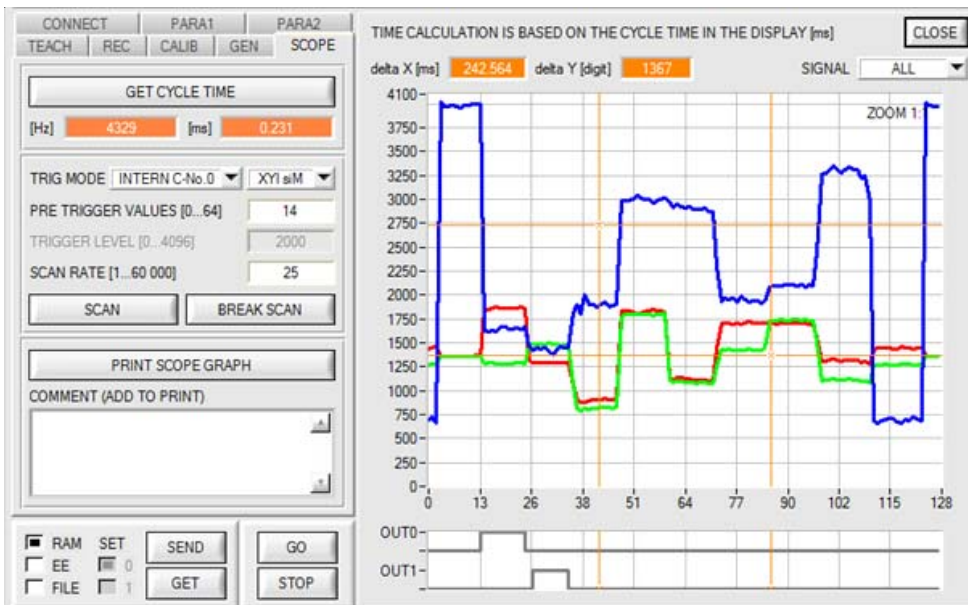 CONNECT PARA1 PARA2
TEACH REC CALIB GEN SCOPE
GET CYCLE TIME
[Hz] 4329 [ms] 0.231
TRIG MODE INTERN C-No.0 XYI siM
PRE TRIGGER VALUES [0...64] 14
TRIGGER LEVEL [0...4096] 2000
SCAN RATE [1...60 000] 25
SCAN BREAK SCAN
PRINT SCOPE GRAPH
COMMENT (ADD TO PRINT)
RAM SET SEND GO
EE 0
FILE 1 GET STOP
TIME CALCULATION IS BASED ON THE CYCLE TIME IN THE DISPLAY [ms] CLOSE
delta X [ms] 242.564 delta Y [digit] 1367 SIGNAL ALL
ZOOM 1:
4100
3750
3500
3250
3000
2750
2500
2250
2000
1750
1500
1250
1000
750
500
250
0
0 13 26 38 51 64 77 90 102 115 128
OUT0
OUT1